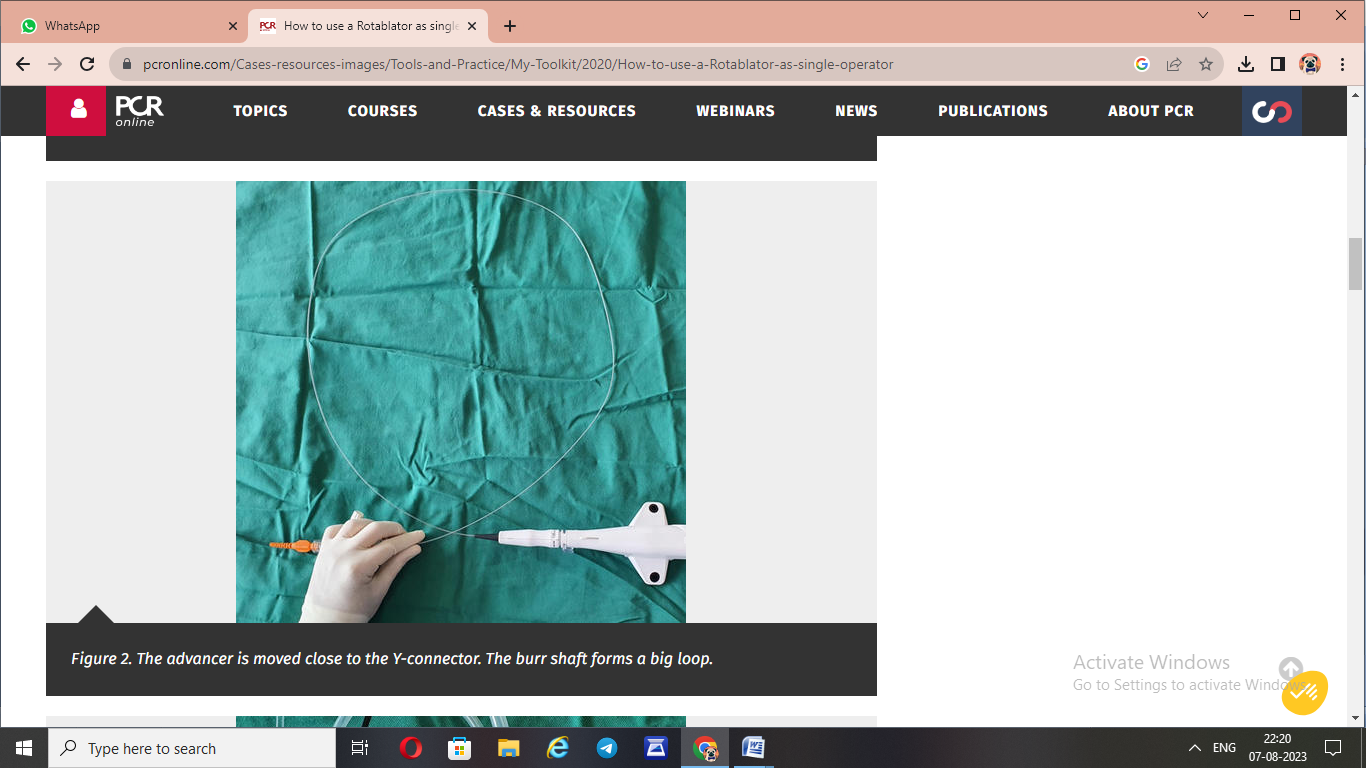 WhatsApp
PCR
How to use a Rotablator as single
pcronline.com/Cases-resources-images/Tools-and-Practice/My-Toolkit/2020/How-to-use-a-Rotablator-as-single-operator
PCR
online
TOPICS
COURSES
CASES & RESOURCES
WEBINARS
NEWS
PUBLICATIONS
ABOUT PCR
Figure 2. The advancer is moved close to the Y-connector. The burr shaft forms a big loop.
Activate Windows
Go to Settings to activate Windows.
Type here to search
ENG
22:20
07-08-2023